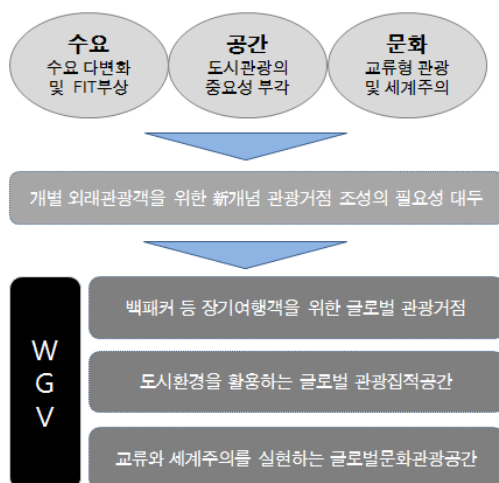 수요
수요 다변화
및 FIT부상
공간
도시관광의
중요성 부각
문화
교류형 관광
및 세계주의
개별 외래관광객을 위한 新개념 관광거점 조성의 필요성 대두
W
G
V
백패커 등 장기여행객을 위한 글로벌 관광거점
도시환경을 활용하는 글로벌 관광집적공간
교류와 세계주의를 실현하는 글로벌문화관광공간